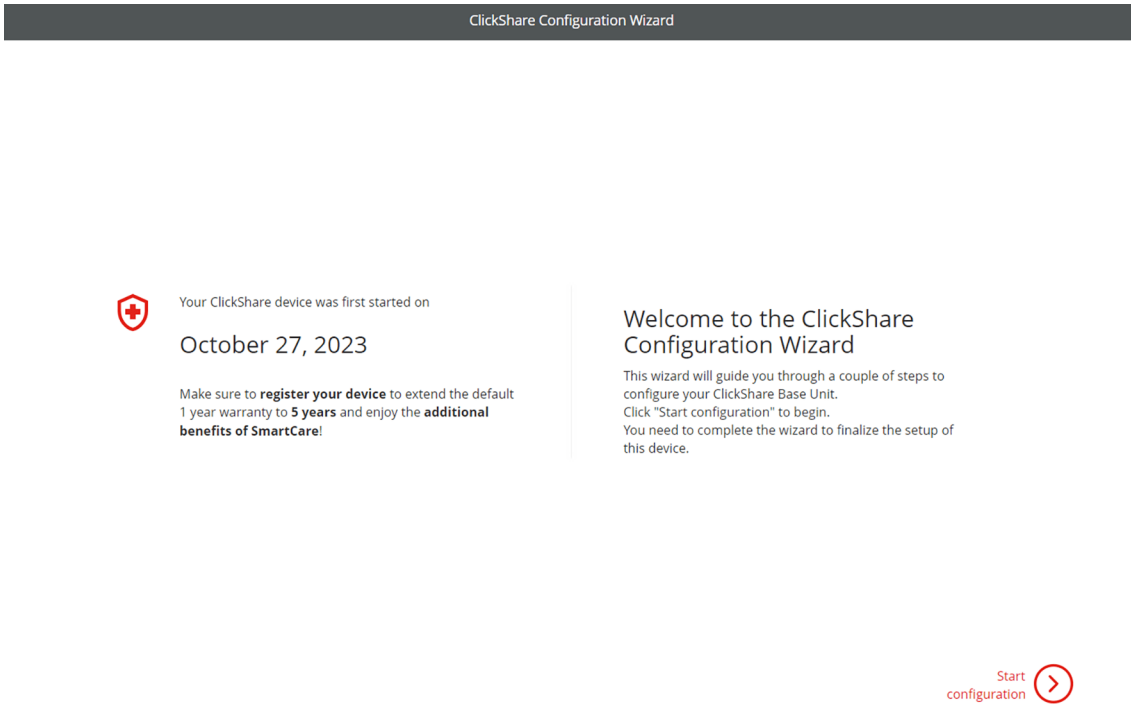 ClickShare Configuration Wizard
Your ClickShare device was first started on
October 27, 2023
Make sure to register your device to extend the default
1 year warranty to 5 years and enjoy the additional
benefits of SmartCare!
Welcome to the ClickShare
Configuration Wizard
This wizard will guide you through a couple of steps to
configure your ClickShare Base Unit.
Click "Start configuration" to begin.
You need to complete the wizard to finalize the setup of
this device.
Start
configuration